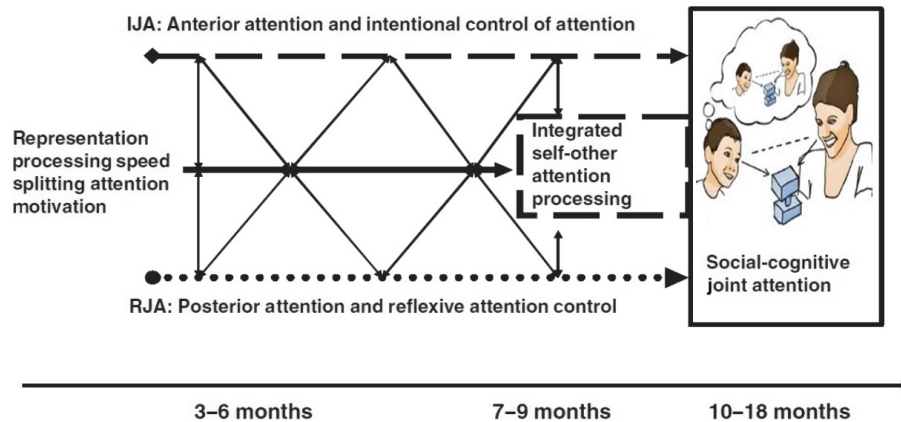 IJA: Anterior attention and intentional control of attention
Representation
processing speed
splitting attention
motivation
Integrated
self-other
attention
processing
Social-cognitive
joint attention
RJA: Posterior attention and reflexive attention control
3–6 months
7–9 months
10–18 months